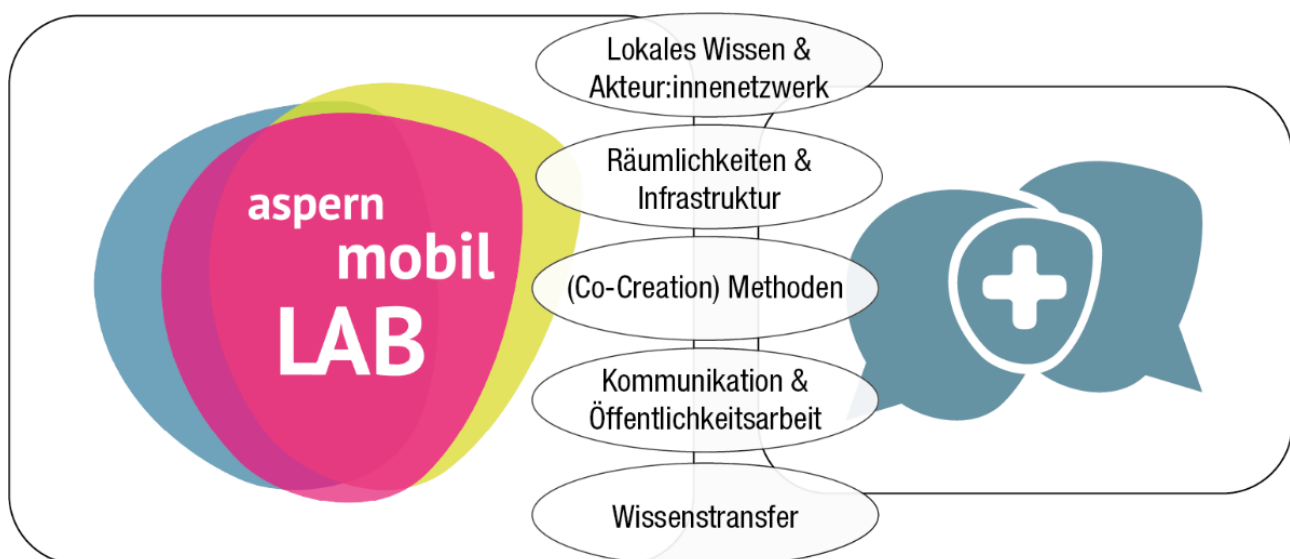 aspern
mobil
LAB
Lokales Wissen &
Akteur:innenetzwerk
Räumlichkeiten &
Infrastruktur
(Co-Creation) Methoden
Kommunikation &
Öffentlichkeitsarbeit
Wissenstransfer